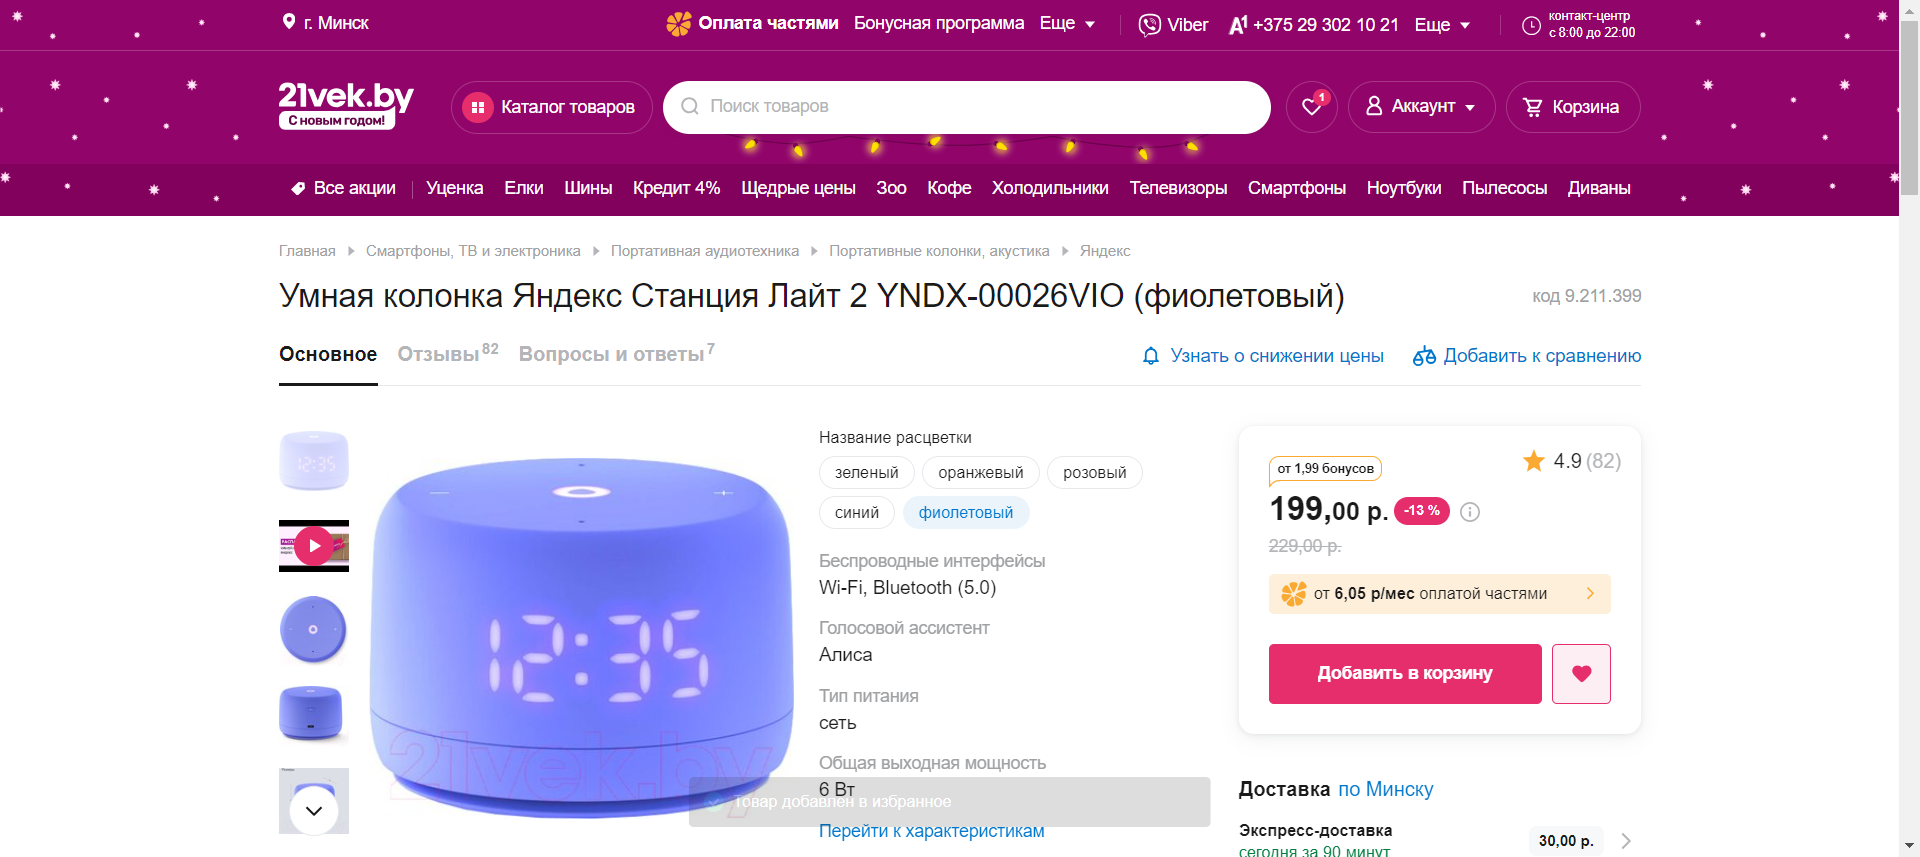 г. Минск
Оплата частями Бонусная программа Еще
Viber
+375 29 302 10 21 Еще
контакт-центр
с 8:00 до 22:00
21vek.by
С новым годом!
Каталог товаров
Поиск товаров
1
Аккаунт
Корзина
Все акции Уценка Елки Шины Кредит 4% Щедрые цены Зоо Кофе Холодильники Телевизоры Смартфоны Ноутбуки Пылесосы Диваны
Главная Смартфоны, ТВ и электроника Портативная аудиотехника Портативные колонки, акустика Яндекс
Умная колонка Яндекс Станция Лайт 2 YNDX-00026VIO (фиолетовый)
код 9.211.399
Основное Отзывы 82 Вопросы и ответы 7
Узнать о снижении цены Добавить к сравнению
12:35
12:35
21vek.by
Название расцветки
зеленый оранжевый розовый
синий фиолетовый
Беспроводные интерфейсы
Wi-Fi, Bluetooth (5.0)
Голосовой ассистент
Алиса
Тип питания
сеть
Общая выходная мощность
6 Вт
Товар добавлен в избранное
Перейти к характеристикам
от 1,99 бонусов
4.9 (82)
199,00 р. -13 %
229,00 р.
от 6,05 р/мес оплатой частями
Добавить в корзину
Доставка по Минску
Экспресс-доставка
сегодня за 90 минут
30,00 р.